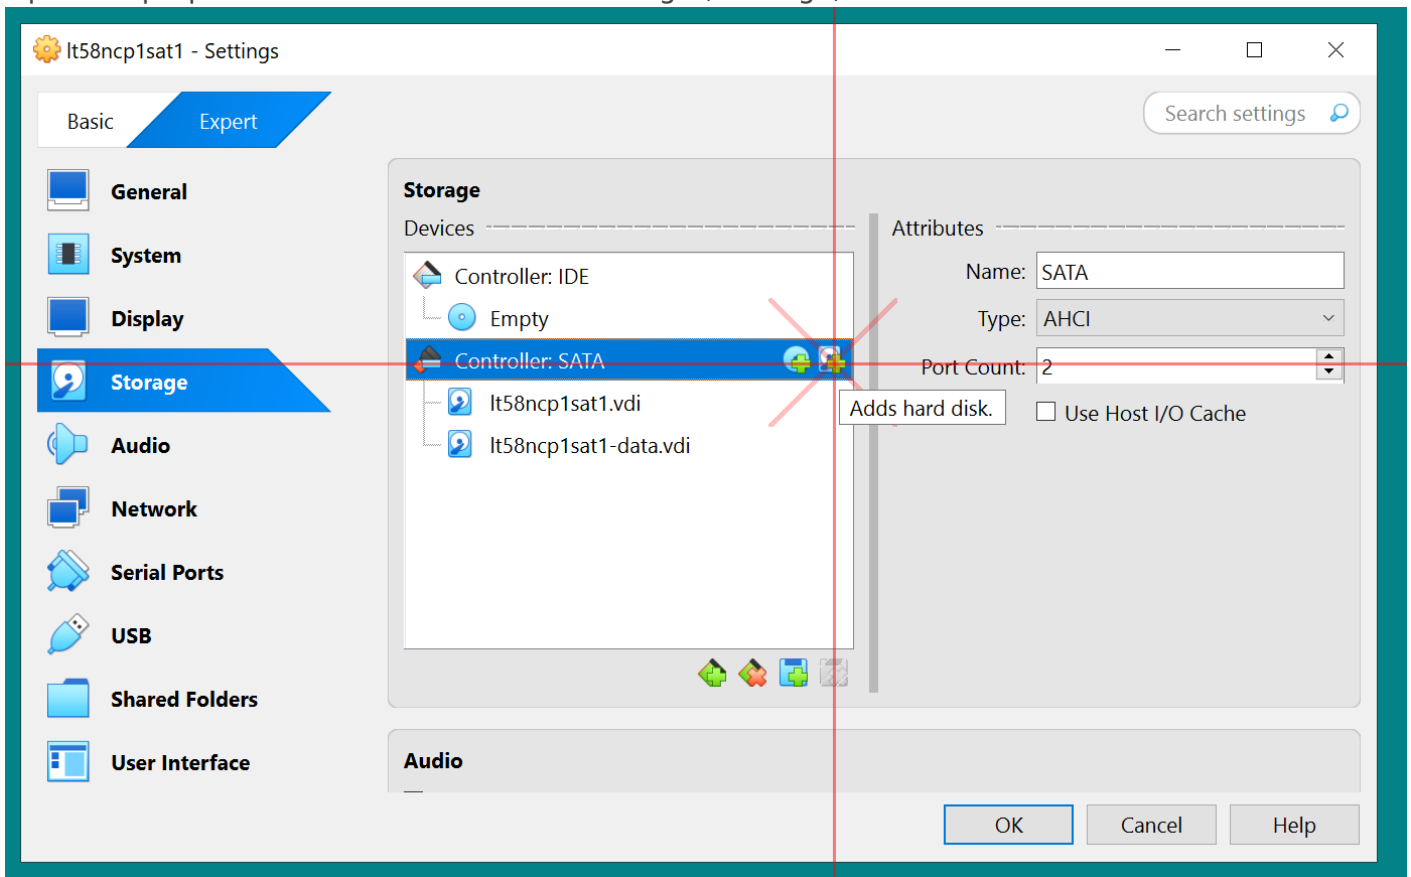 lt58ncp1sat1 - Settings
Basic
Expert
Search settings
General
System
Display
Storage
Audio
Network
Serial Ports
USB
Shared Folders
User Interface
Storage
Devices
Controller: IDE
Empty
Controller: SATA
lt58ncp1sat1.vdi
lt58ncp1sat1-data.vdi
Adds hard disk.
Attributes
Name: SATA
Type: AHCI
Port Count: 2
Use Host I/O Cache
Audio
OK
Cancel
Help